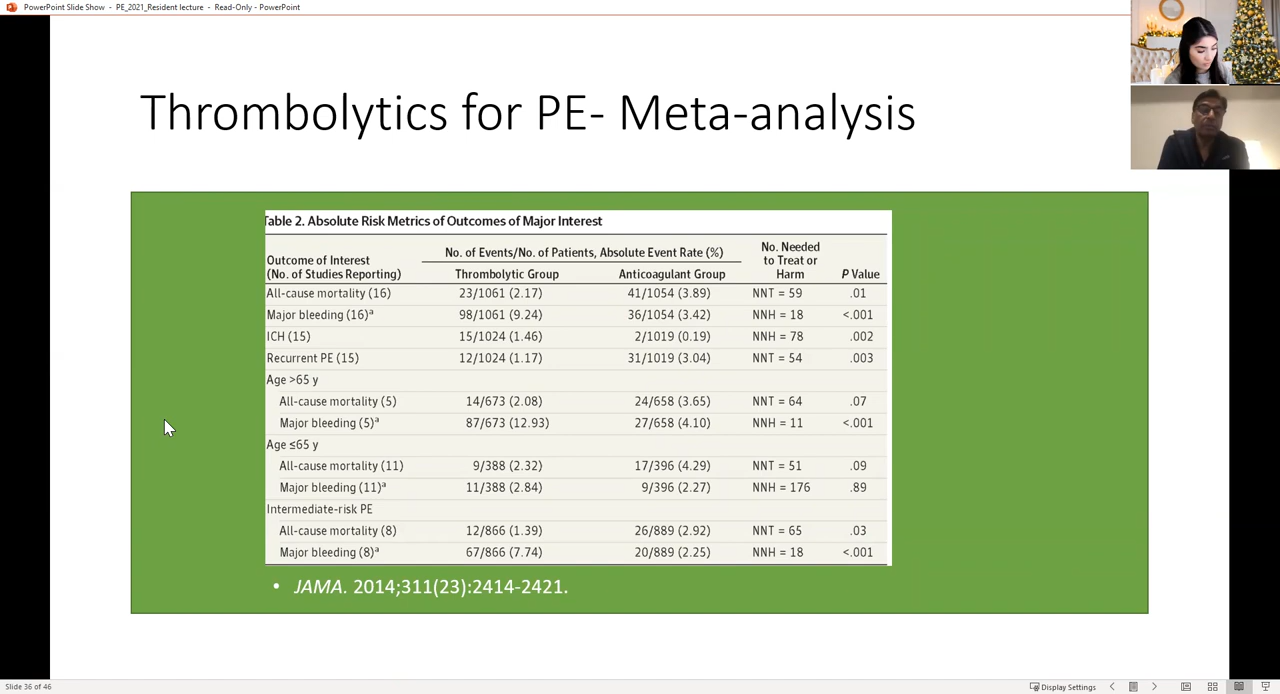 PowerPoint Slide Show - PE_2021_Resident lecture - Read-Only - PowerPoint
Thrombolytics for PE- Meta-analysis
Table 2. Absolute Risk Metrics of Outcomes of Major Interest
Outcome of Interest (No. of Studies Reporting) No. of Events/No. of Patients, Absolute Event Rate (%) No. Needed to Treat or Harm P Value
Thrombolytic Group Anticoagulant Group
All-cause mortality (16) 23/1061 (2.17) 41/1054 (3.89) NNT = 59 .01
Major bleeding (16)ᵃ 98/1061 (9.24) 36/1054 (3.42) NNH = 18 <.001
ICH (15) 15/1024 (1.46) 2/1019 (0.19) NNH = 78 .002
Recurrent PE (15) 12/1024 (1.17) 31/1019 (3.04) NNT = 54 .003
Age >65 y
All-cause mortality (5) 14/673 (2.08) 24/658 (3.65) NNT = 64 .07
Major bleeding (5)ᵃ 87/673 (12.93) 27/658 (4.10) NNH = 11 <.001
Age ≤65 y
All-cause mortality (11) 9/388 (2.32) 17/396 (4.29) NNT = 51 .09
Major bleeding (11)ᵃ 11/388 (2.84) 9/396 (2.27) NNH = 176 .89
Intermediate-risk PE
All-cause mortality (8) 12/866 (1.39) 26/889 (2.92) NNT = 65 .03
Major bleeding (8)ᵃ 67/866 (7.74) 20/889 (2.25) NNH = 18 <.001
• JAMA. 2014;311(23):2414-2421.
Slide 36 of 46
Display Settings